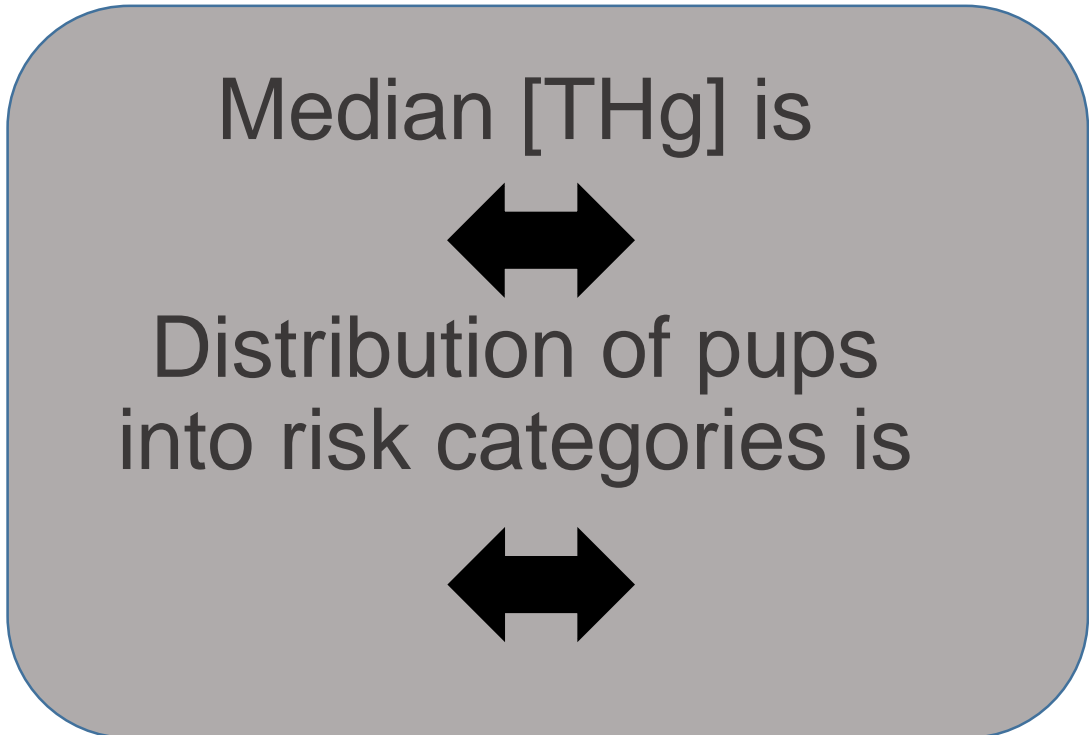 Median [THg] is
Distribution of pups
into risk categories is